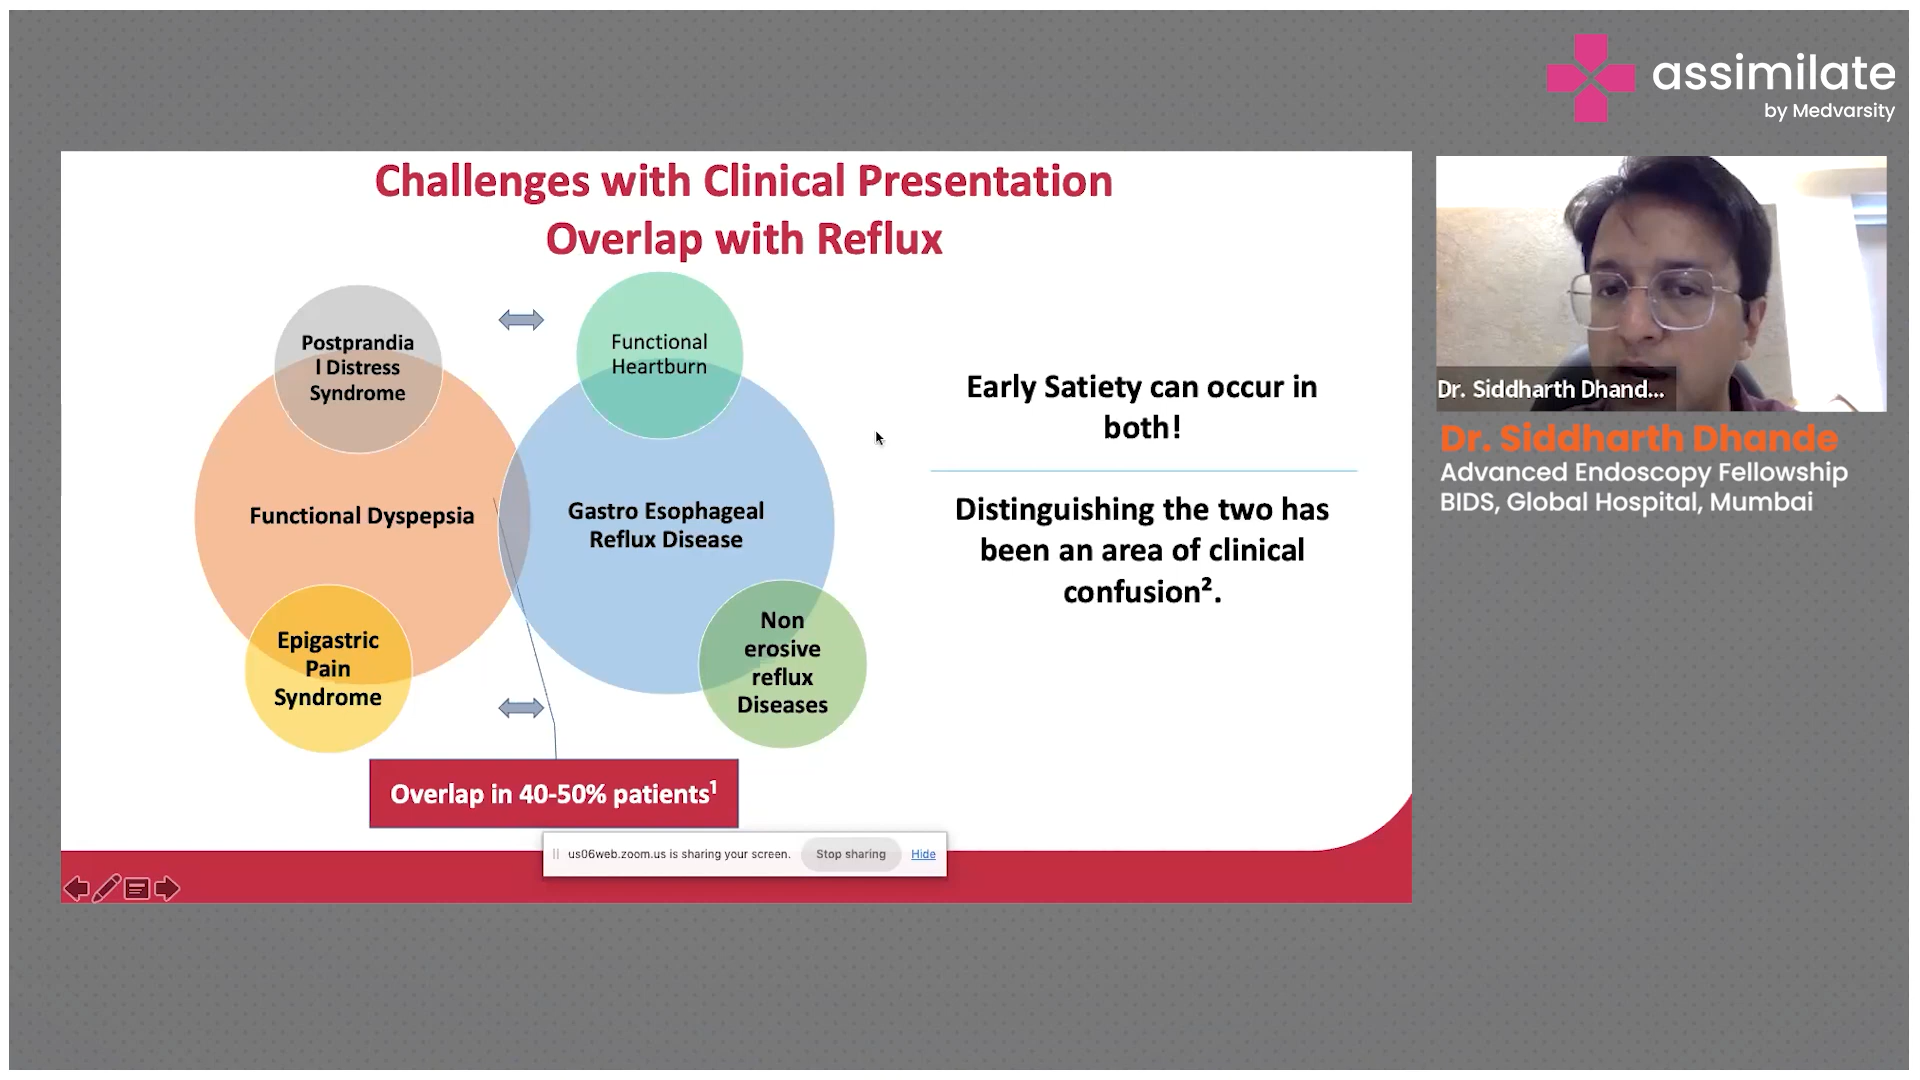 assimilate
by Medvarsity
Challenges with Clinical Presentation
Overlap with Reflux
Postprandia
l Distress
Syndrome
Functional
Heartburn
Functional Dyspepsia
Gastro Esophageal
Reflux Disease
Epigastric
Pain
Syndrome
Non
erosive
reflux
Diseases
Overlap in 40-50% patients¹
Early Satiety can occur in
both!
Distinguishing the two has
been an area of clinical
confusion².
us06web.zoom.us is sharing your screen.
Stop sharing
Hide
Dr. Siddharth Dhand...
Dr. Siddharth Dhande
Advanced Endoscopy Fellowship
BIDS, Global Hospital, Mumbai